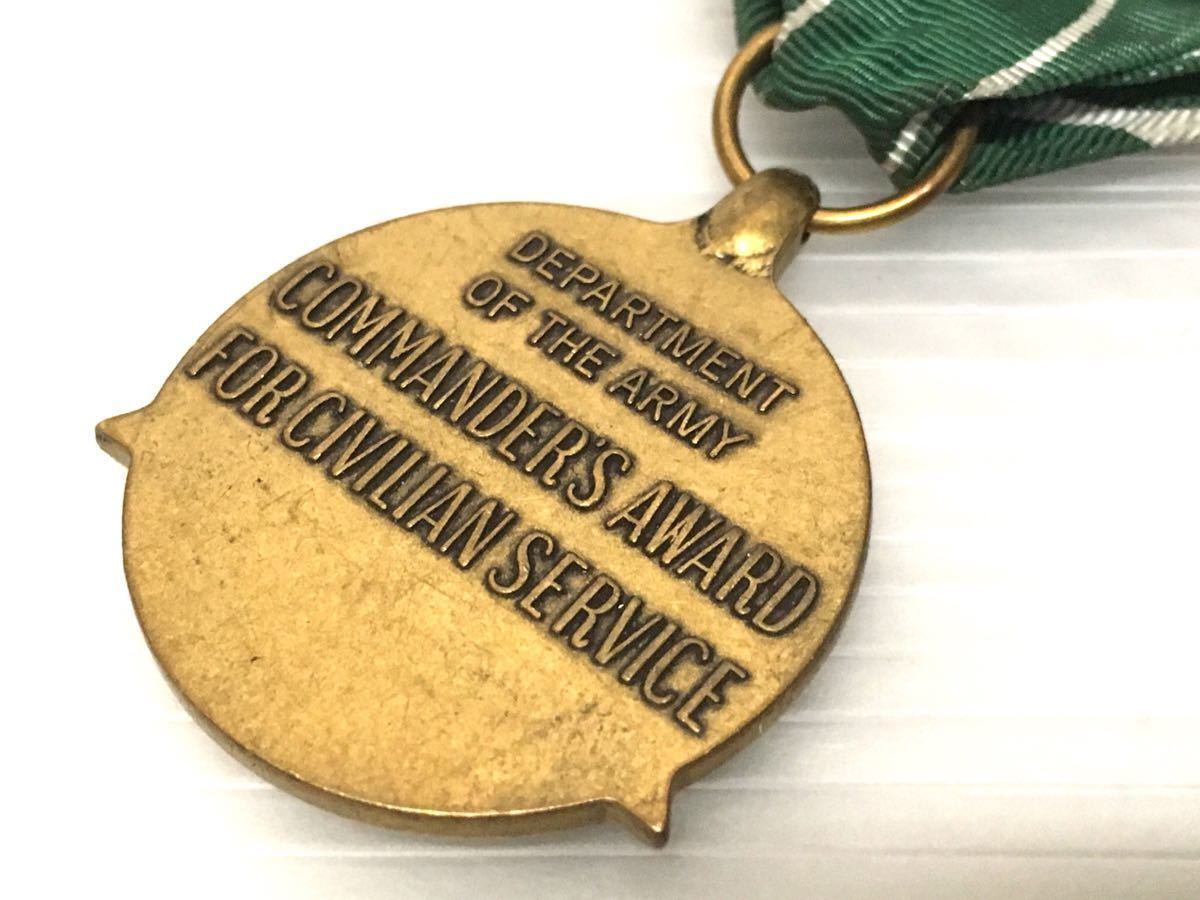 DEPARTMENT
OF THE ARMY
COMMANDER'S AWARD
FOR CIVILIAN SERVICE